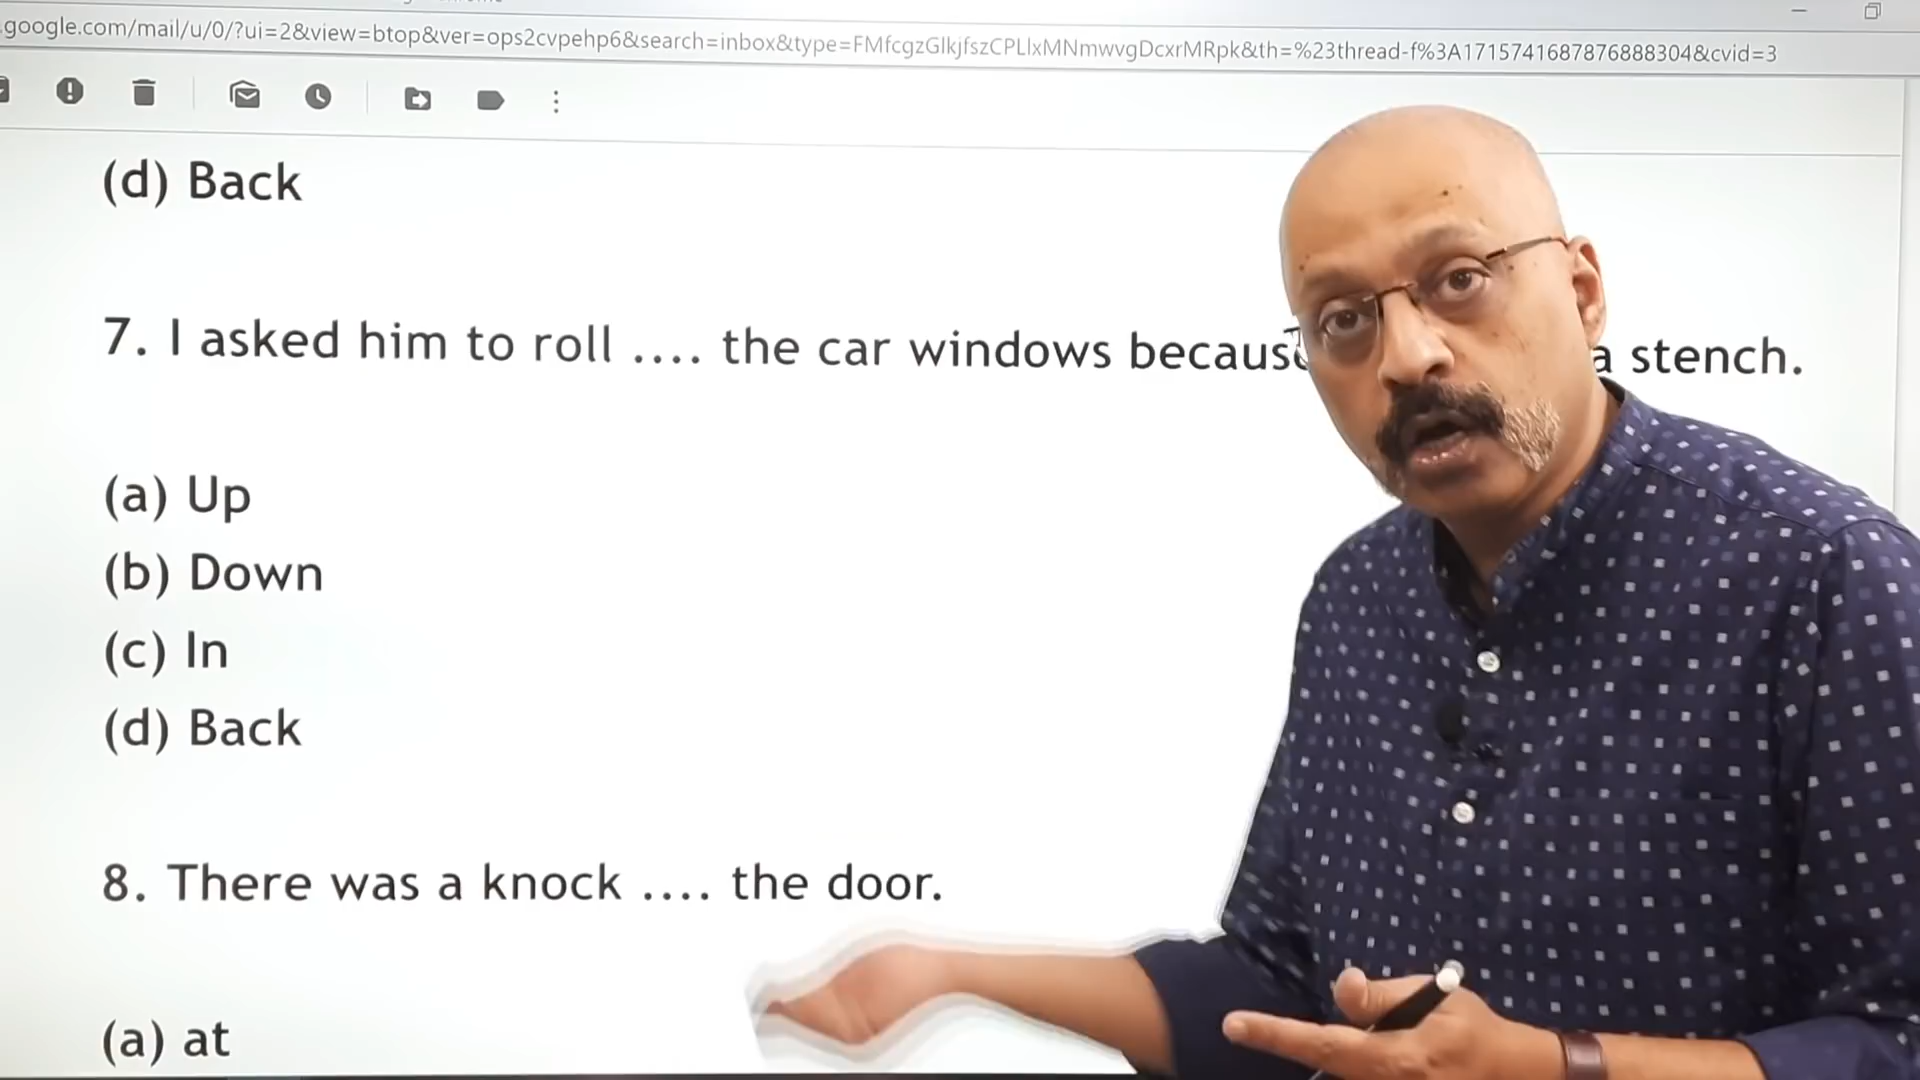 .google.com/mail/u/0/?ui=2&view=btop&ver=ops2cvpehp6&search=inbox&type=FMfcgzGlkjfszCPLlxMNmwvgDcxrMRpk&th=%23thread-f%3A1715741687876888304&cvid=3
(d) Back
7. I asked him to roll .... the car windows because a stench.
(a) Up
(b) Down
(c) In
(d) Back
8. There was a knock .... the door.
(a) at